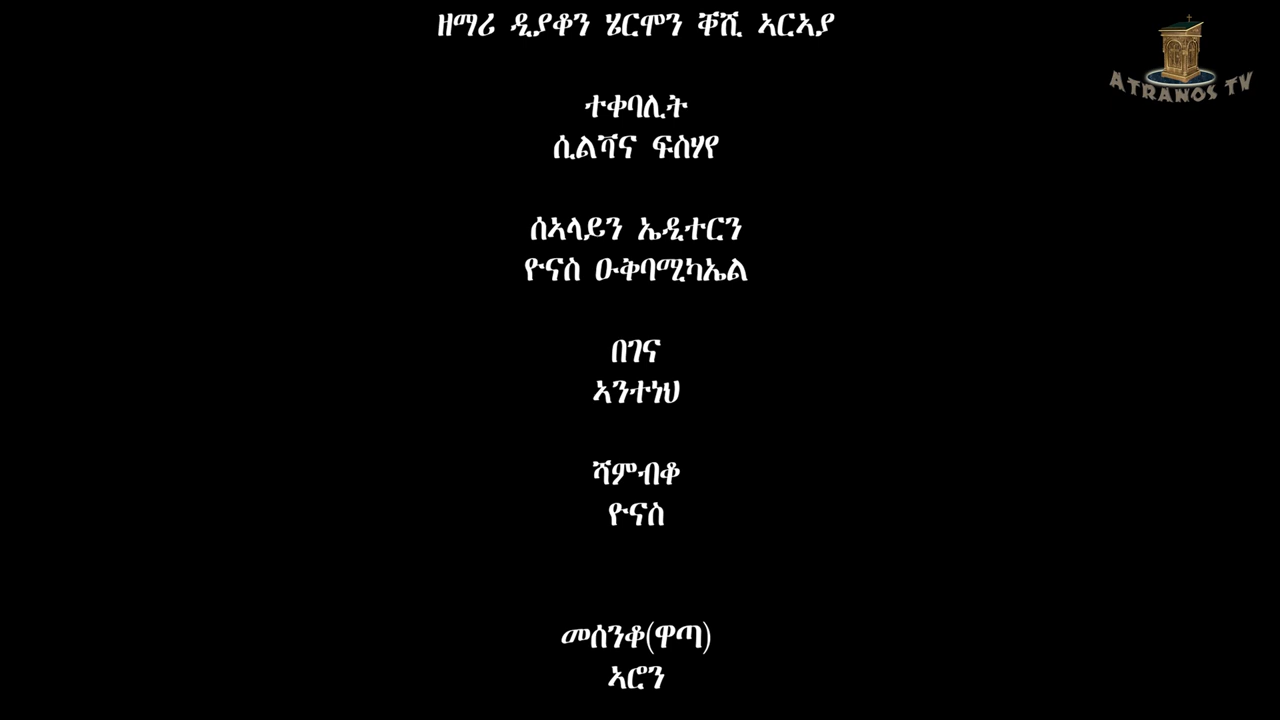 ዘማሪ ዲያቆን ሄርሞን ቐሺ ኣርኣያ
ATRANOS TV
ተቀባሊት
ሲልቫና ፍስሃየ
ሰኣላይን ኤዲተርን
ዮናስ ዑቅባሚካኤል
በገና
ኣንተነህ
ሻምብቆ
ዮናስ
መሰንቆ(ዋጣ)
ኣሮን